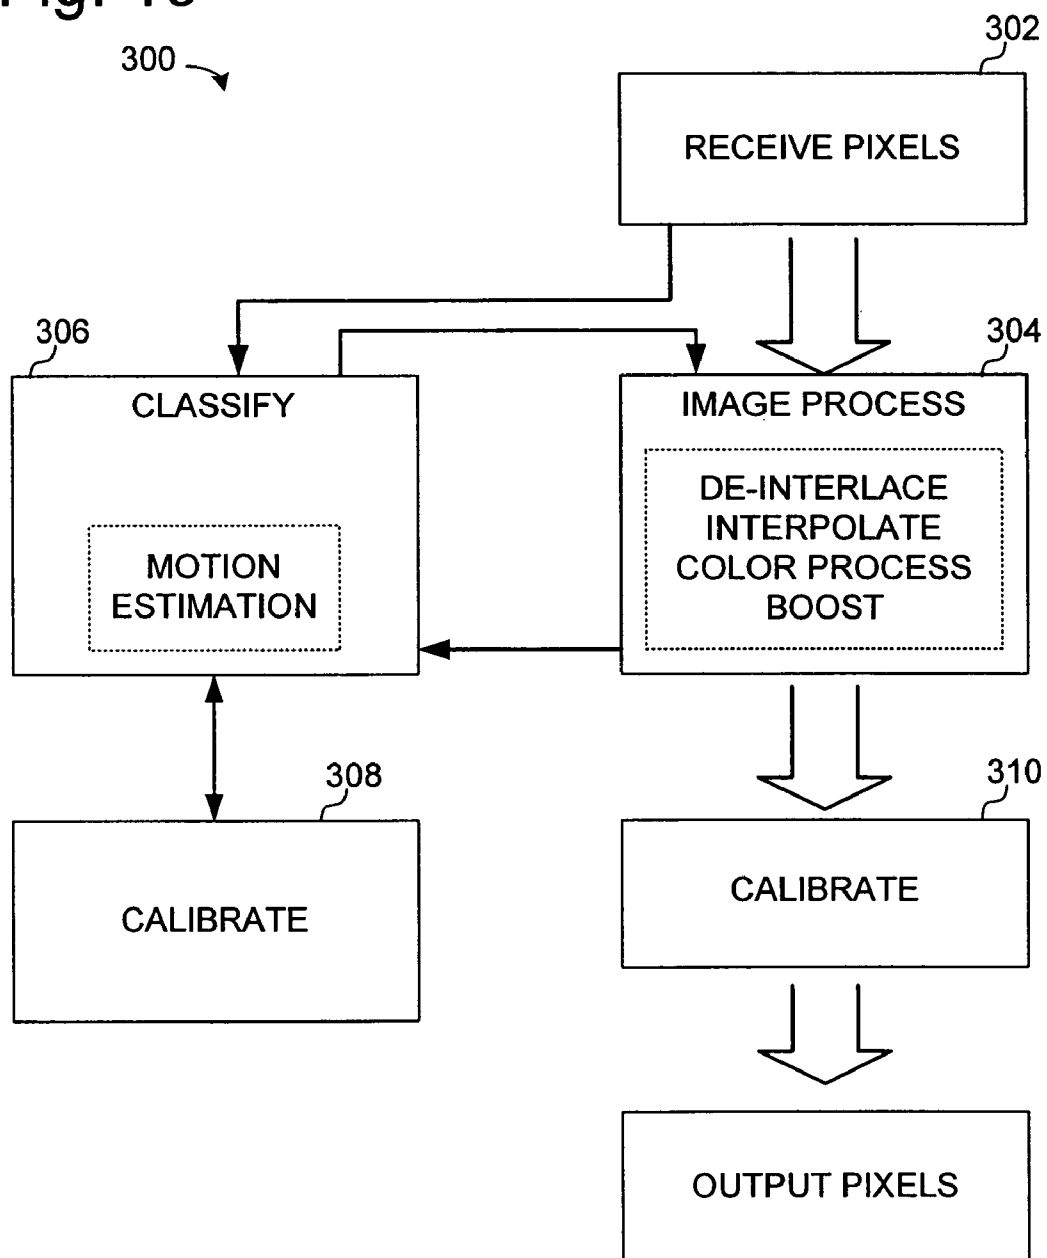 300
302
RECEIVE PIXELS
306
CLASSIFY
MOTION
ESTIMATION
304
IMAGE PROCESS
DE-INTERLACE
INTERPOLATE
COLOR PROCESS
BOOST
308
CALIBRATE
310
CALIBRATE
OUTPUT PIXELS